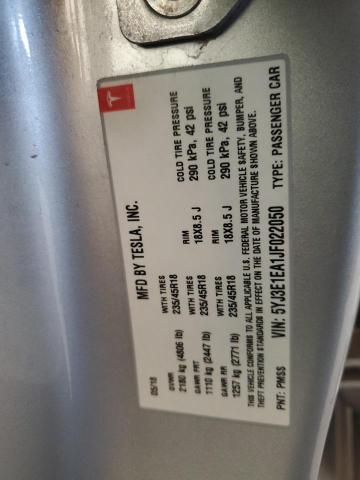 MFD BY TESLA, INC.
05/18
GVWR WITH TIRES RIM COLD TIRE PRESSURE
2180 kg (4806 lb) 235/45R18 18X8.5 J 290 kPa, 42 psi
GAWR FRT WITH TIRES RIM COLD TIRE PRESSURE
1110 kg (2447 lb) 235/45R18 18X8.5 J 290 kPa, 42 psi
GAWR RR WITH TIRES
1257 kg (2771 lb) 235/45R18
THIS VEHICLE CONFORMS TO ALL APPLICABLE U.S. FEDERAL MOTOR VEHICLE SAFETY, BUMPER, AND
THEFT PREVENTION STANDARDS IN EFFECT ON THE DATE OF MANUFACTURE SHOWN ABOVE.
VIN: 5YJ3E1EA1JF022050 TYPE: PASSENGER CAR
PNT: PMSS